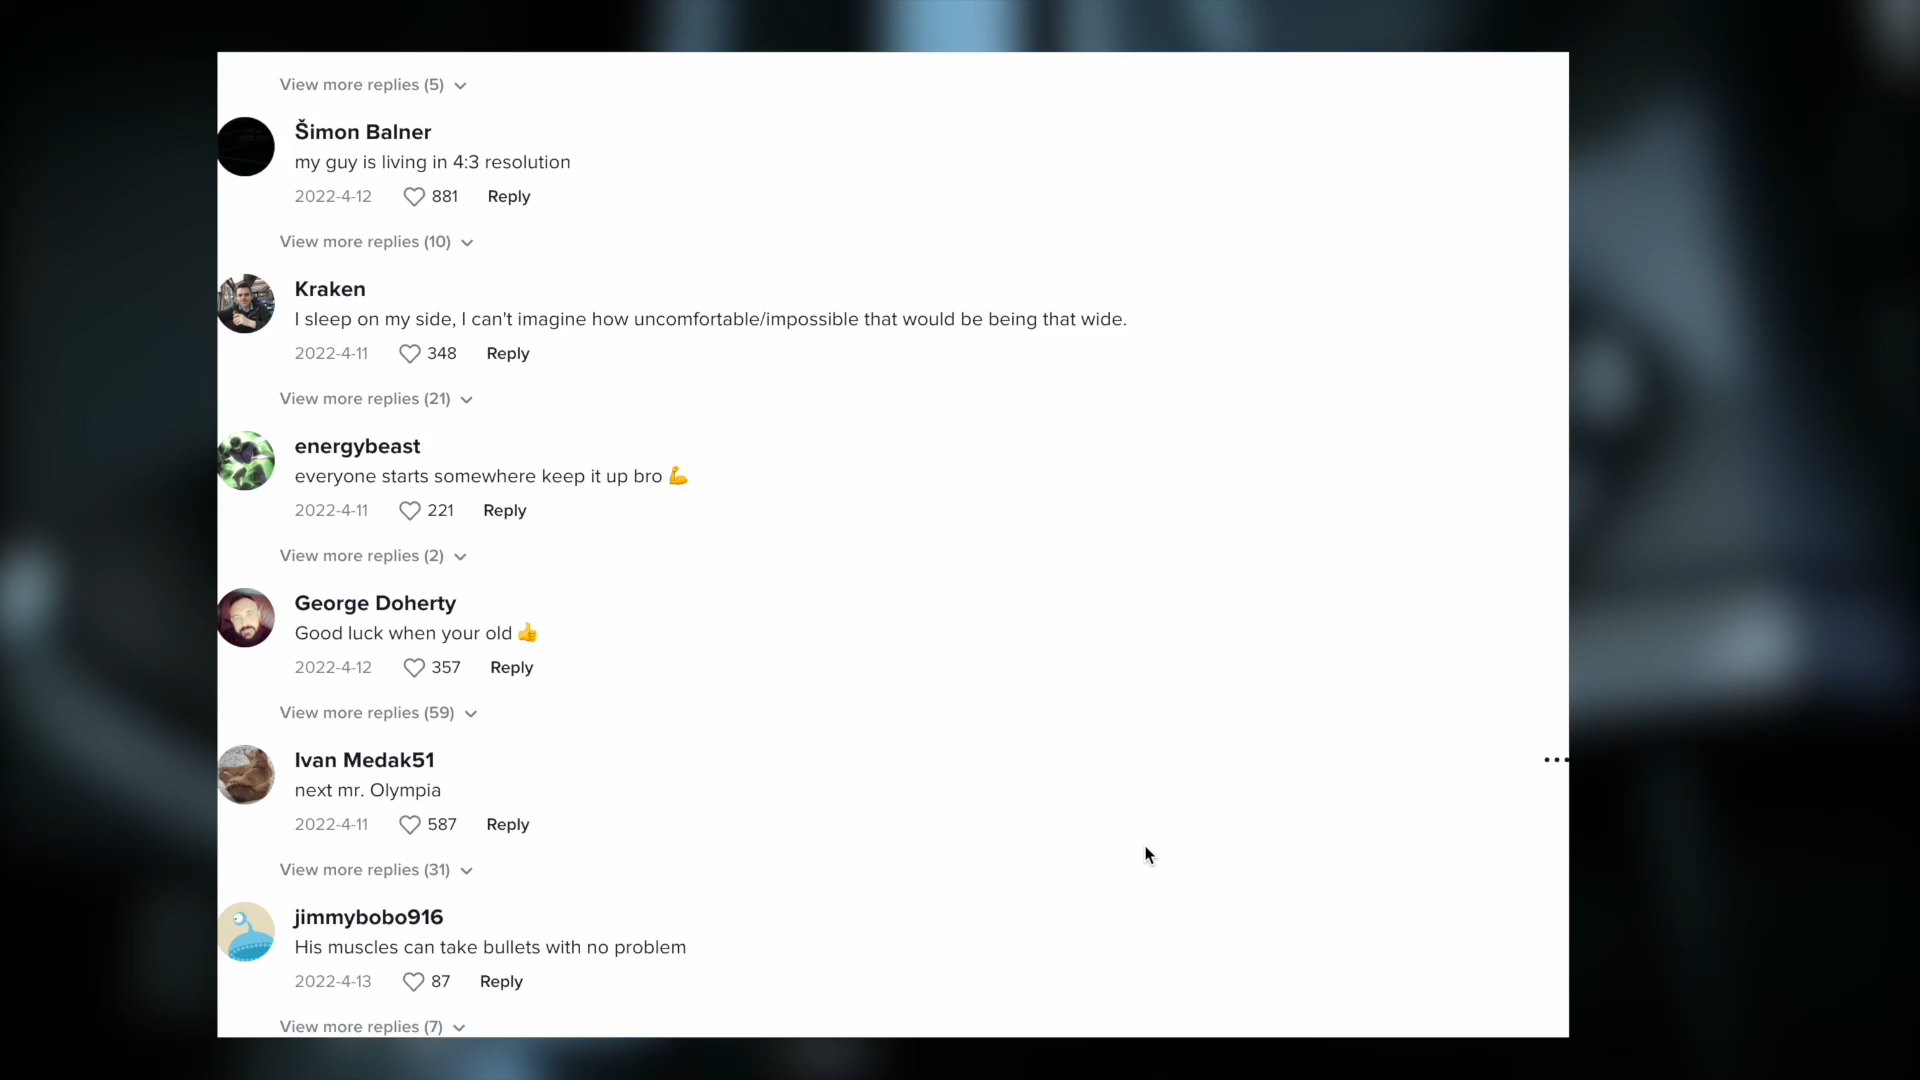 View more replies (5)
Šimon Balner
my guy is living in 4:3 resolution
2022-4-12 881 Reply
View more replies (10)
Kraken
I sleep on my side, I can't imagine how uncomfortable/impossible that would be being that wide.
2022-4-11 348 Reply
View more replies (21)
energybeast
everyone starts somewhere keep it up bro 💪
2022-4-11 221 Reply
View more replies (2)
George Doherty
Good luck when your old 👍
2022-4-12 357 Reply
View more replies (59)
Ivan Medak51
next mr. Olympia
2022-4-11 587 Reply
View more replies (31)
jimmybobo916
His muscles can take bullets with no problem
2022-4-13 87 Reply
View more replies (7)